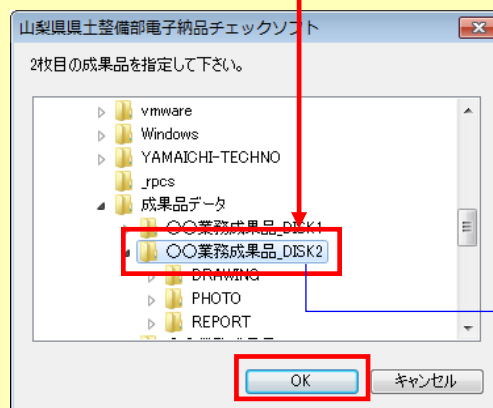 山梨県県土整備部電子納品チェックソフト
2枚目の成果品を指定して下さい。
vmware
Windows
YAMAICHI-TECHNO
_rpcs
成果品データ
〇〇業務成果品_DISK1
〇〇業務成果品_DISK2
DRAWING
PHOTO
REPORT
OK
キャンセル